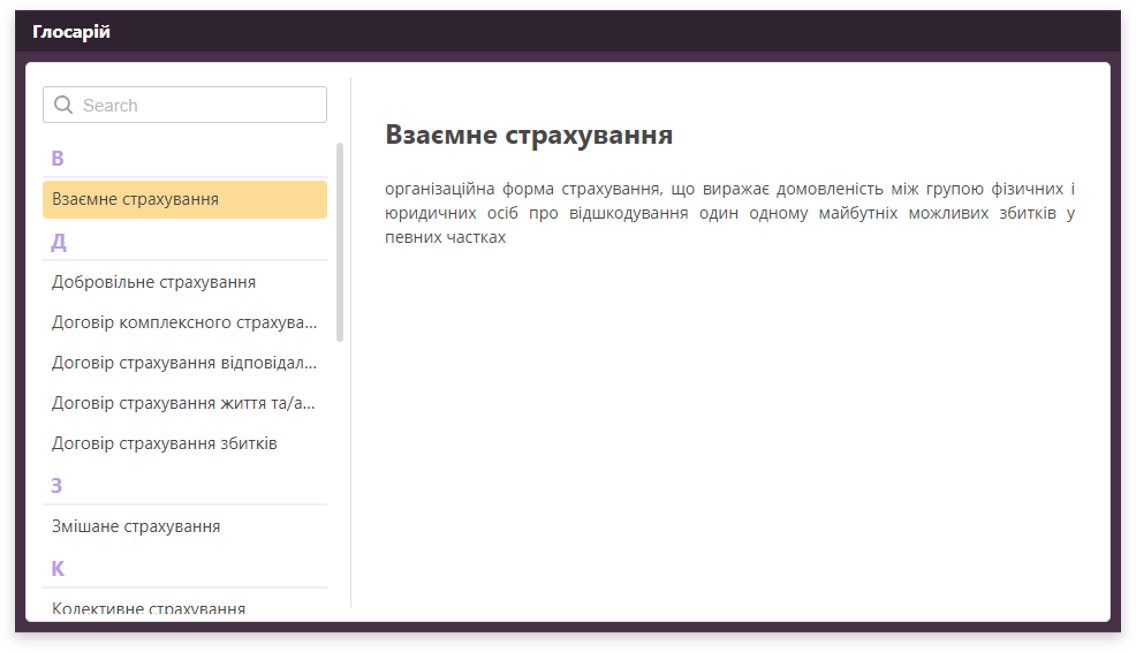 Глосарій
Search
В
Взаємне страхування
Д
Добровільне страхування
Договір комплексного страхува...
Договір страхування відповідал...
Договір страхування життя та/а...
Договір страхування збитків
З
Змішане страхування
К
Колективне страхування
Взаємне страхування
організаційна форма страхування, що виражає домовленість між групою фізичних і
юридичних осіб про відшкодування один одному майбутніх можливих збитків у
певних частках